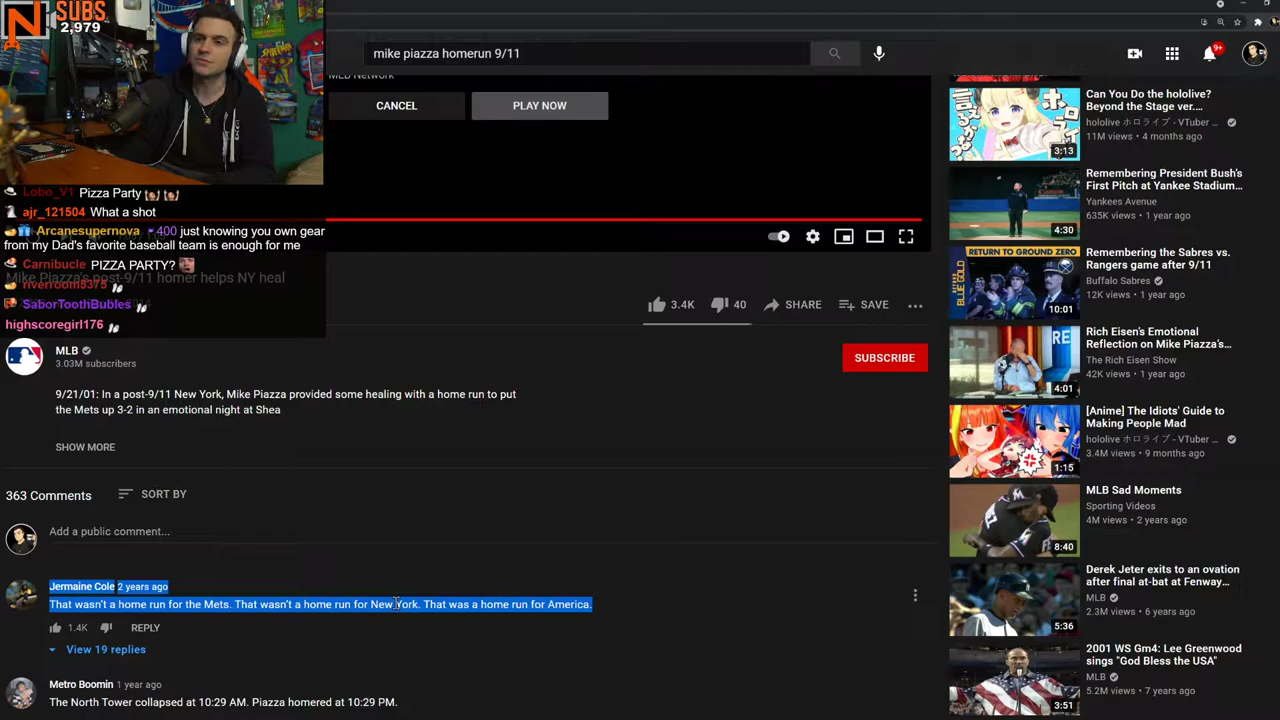 SUBS
2,979
mike piazza homerun 9/11
9+
MLB Network
CANCEL
PLAY NOW
Lobo_V1 Pizza Party
ajr_121504 What a shot
Arcanesupernova 400 just knowing you own gear
from my Dad's favorite baseball team is enough for me
Carnibucle PIZZA PARTY?
Mike Piazza's post-9/11 homer helps NY heal
riverroom5375
SaborToothBubles
highscoregirl176
3.4K
40
SHARE
SAVE
MLB
3.03M subscribers
SUBSCRIBE
9/21/01: In a post-9/11 New York, Mike Piazza provided some healing with a home run to put
the Mets up 3-2 in an emotional night at Shea
SHOW MORE
363 Comments
SORT BY
Add a public comment...
Jermaine Cole 2 years ago
That wasn't a home run for the Mets. That wasn't a home run for New York. That was a home run for America.
1.4K
REPLY
View 19 replies
Metro Boomin 1 year ago
The North Tower collapsed at 10:29 AM. Piazza homered at 10:29 PM.
3:13
Can You Do the hololive?
Beyond the Stage ver...
hololive ホロライブ - VTuber ...
11M views • 4 months ago
4:30
Remembering President Bush's
First Pitch at Yankee Stadium...
Yankees Avenue
635K views • 1 year ago
RETURN TO GROUND ZERO
BLUE GOLD
10:01
Remembering the Sabres vs.
Rangers game after 9/11
Buffalo Sabres
12K views • 1 year ago
RE
4:01
Rich Eisen's Emotional
Reflection on Mike Piazza's...
The Rich Eisen Show
42K views • 1 year ago
1:15
[Anime] The Idiots' Guide to
Making People Mad
hololive ホロライブ - VTuber ...
3.4M views • 9 months ago
8:40
MLB Sad Moments
Sporting Videos
4M views • 2 years ago
5:36
Derek Jeter exits to an ovation
after final at-bat at Fenway...
MLB
2.3M views • 6 years ago
3:51
2001 WS Gm4: Lee Greenwood
sings "God Bless the USA"
MLB
5.2M views • 7 years ago